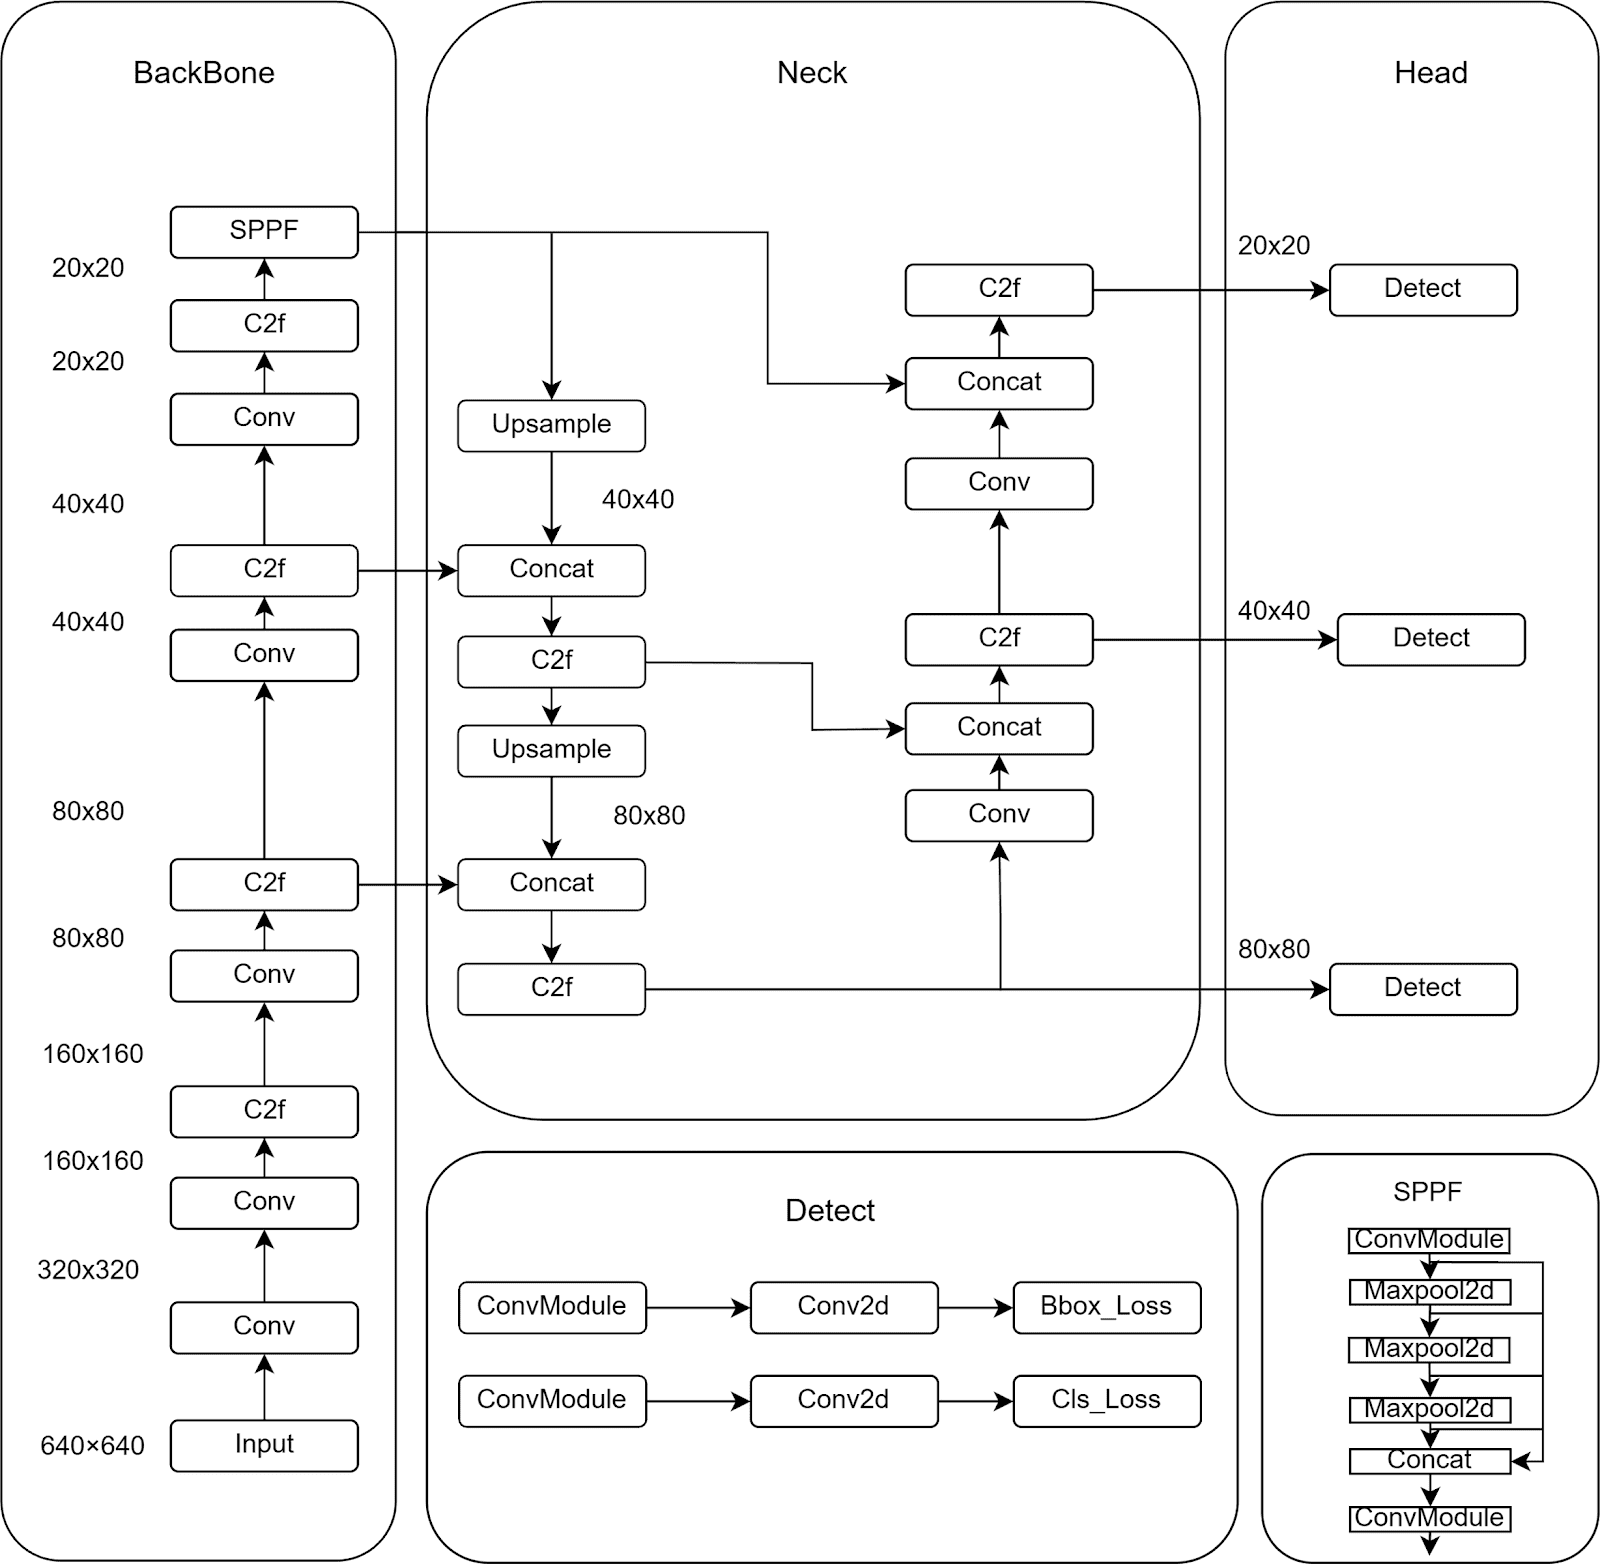 BackBone
SPPF
20x20
C2f
20x20
Conv
40x40
C2f
40x40
Conv
80x80
C2f
80x80
Conv
160x160
C2f
160x160
Conv
320x320
Conv
640×640
Input
Neck
Upsample
40x40
Concat
C2f
Upsample
80x80
Concat
C2f
C2f
Concat
Conv
C2f
Concat
Conv
Head
20x20
Detect
40x40
Detect
80x80
Detect
Detect
ConvModule
Conv2d
Bbox_Loss
ConvModule
Conv2d
Cls_Loss
SPPF
ConvModule
Maxpool2d
Maxpool2d
Maxpool2d
Concat
ConvModule